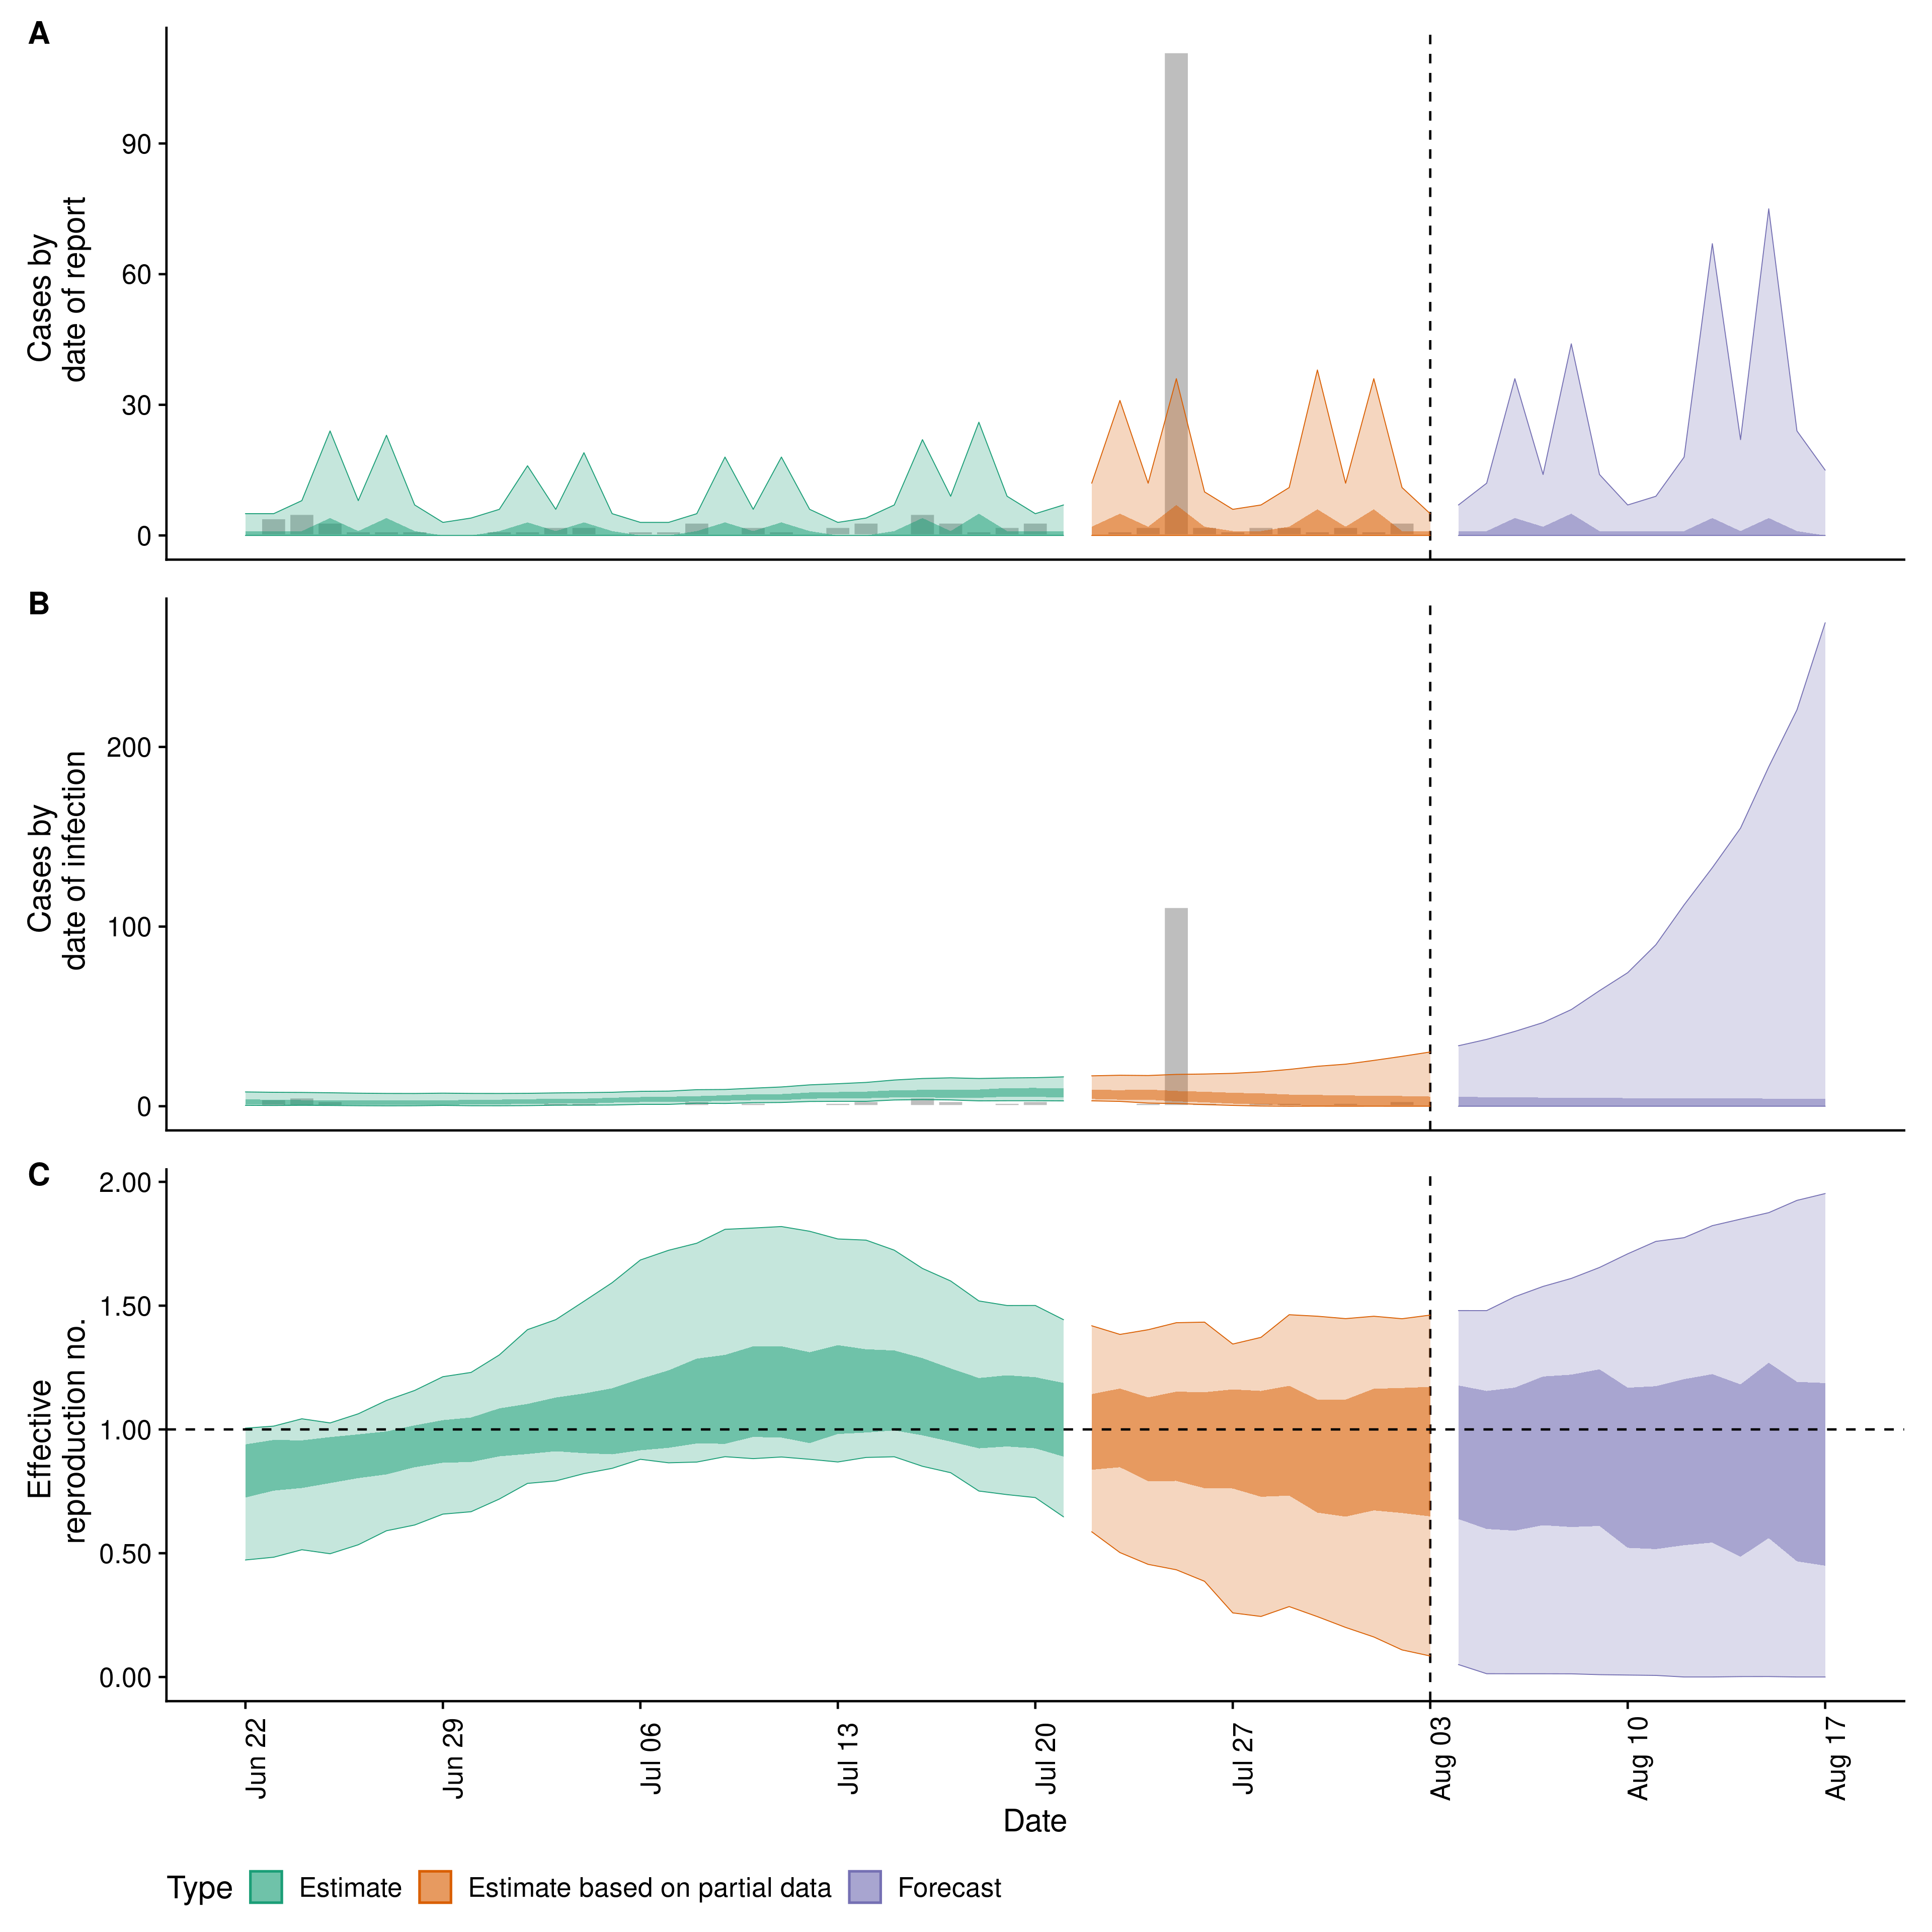 A
Cases by
date of report
90
60
30
0
B
Cases by
date of infection
200
100
0
C
Effective
reproduction no.
2.00
1.50
1.00
0.50
0.00
Jun 22
Jun 29
Jul 06
Jul 13
Jul 20
Jul 27
Aug 03
Aug 10
Aug 17
Date
Type Estimate Estimate based on partial data Forecast